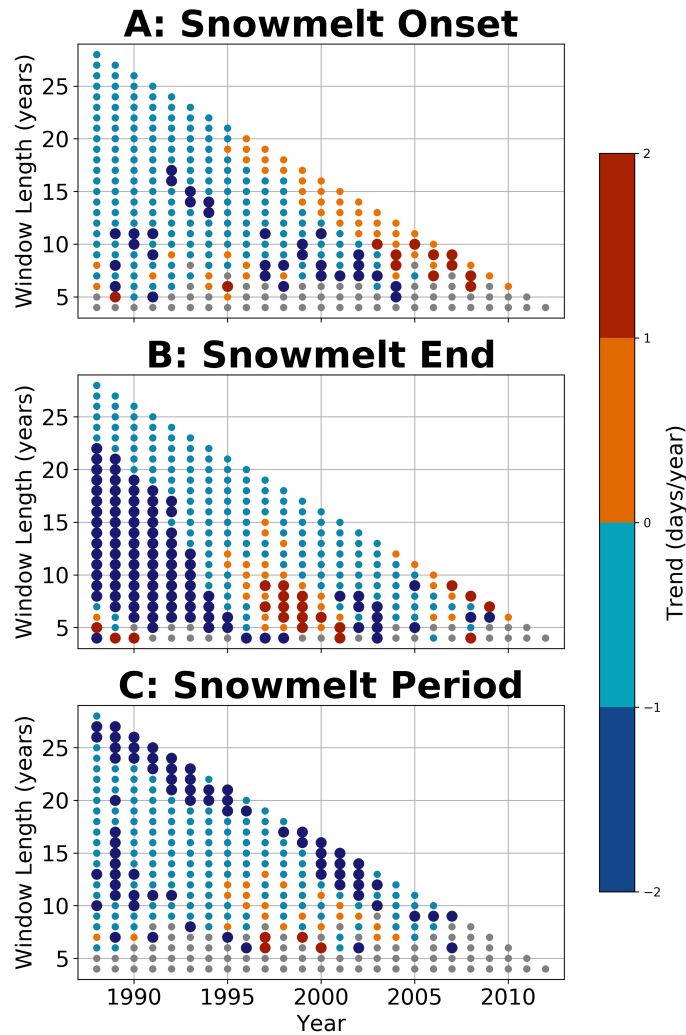 A: Snowmelt Onset
Window Length (years)
25
20
15
10
5
B: Snowmelt End
Window Length (years)
25
20
15
10
5
C: Snowmelt Period
Window Length (years)
25
20
15
10
5
1990 1995 2000 2005 2010
Year
2
1
0
−1
−2
Trend (days/year)